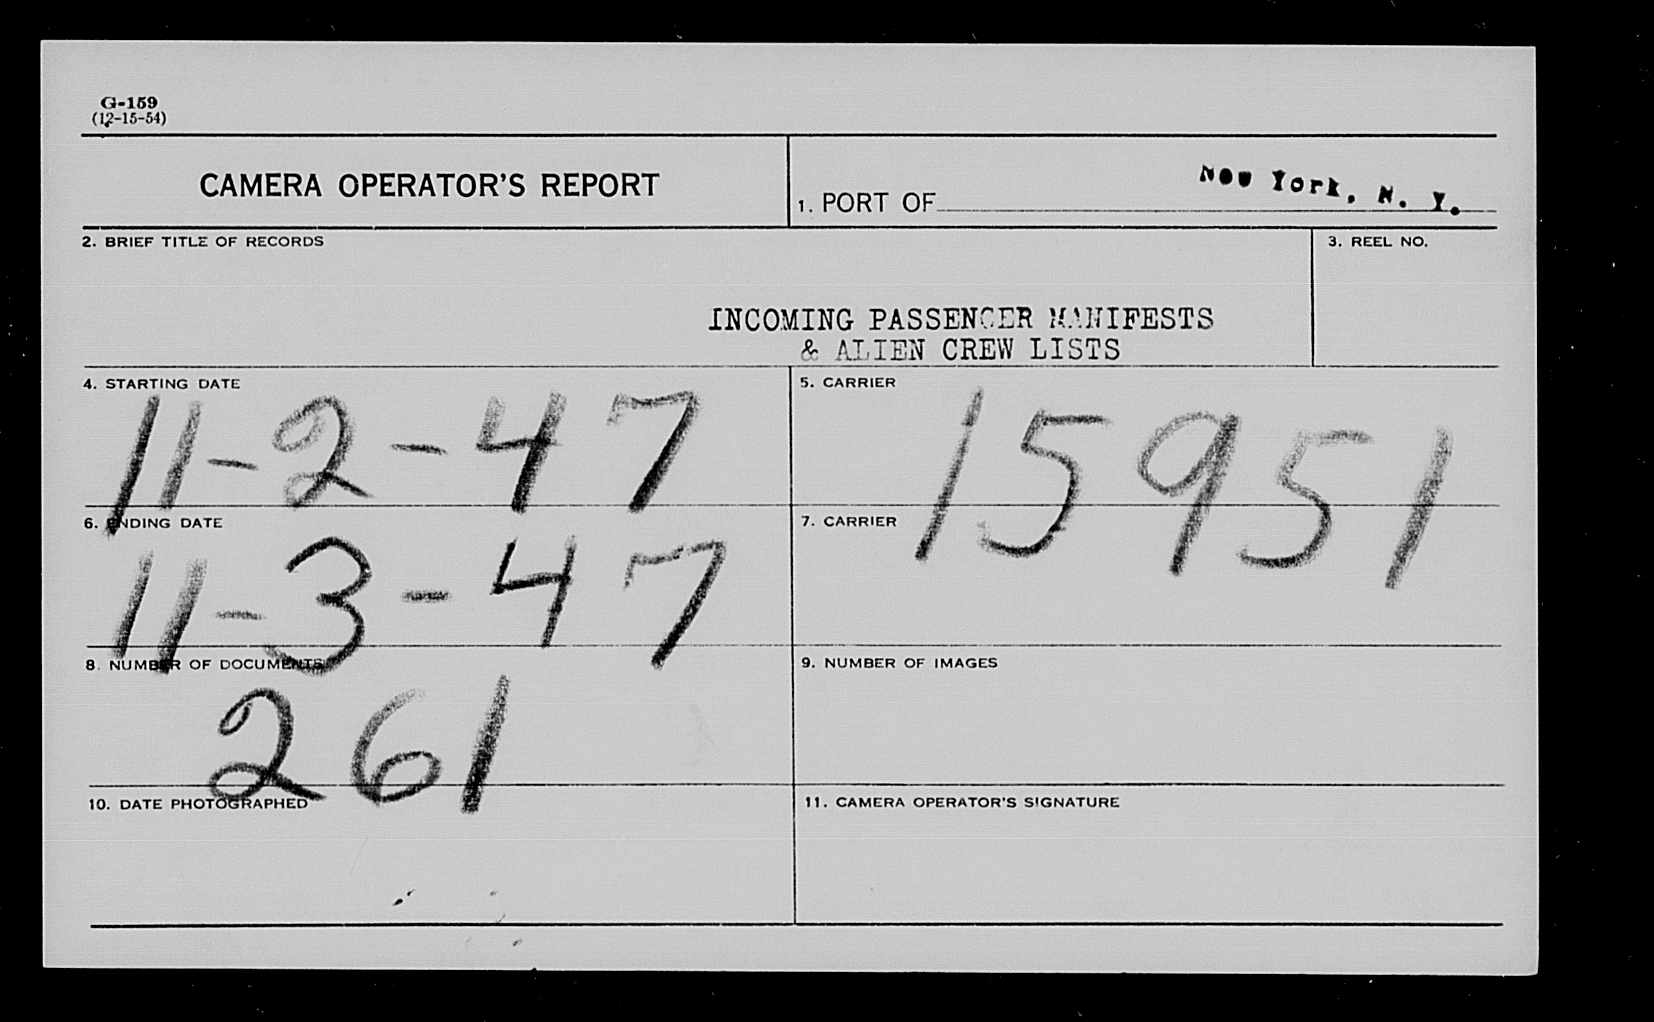 G-159
(12-15-54)
CAMERA OPERATOR'S REPORT
1. PORT OF New York, N. Y.
2. BRIEF TITLE OF RECORDS
3. REEL NO.
INCOMING PASSENGER MANIFESTS
& ALIEN CREW LISTS
4. STARTING DATE
11-2-47
5. CARRIER
15951
6. ENDING DATE
11-3-47
7. CARRIER
8. NUMBER OF DOCUMENTS
261
9. NUMBER OF IMAGES
10. DATE PHOTOGRAPHED
11. CAMERA OPERATOR'S SIGNATURE